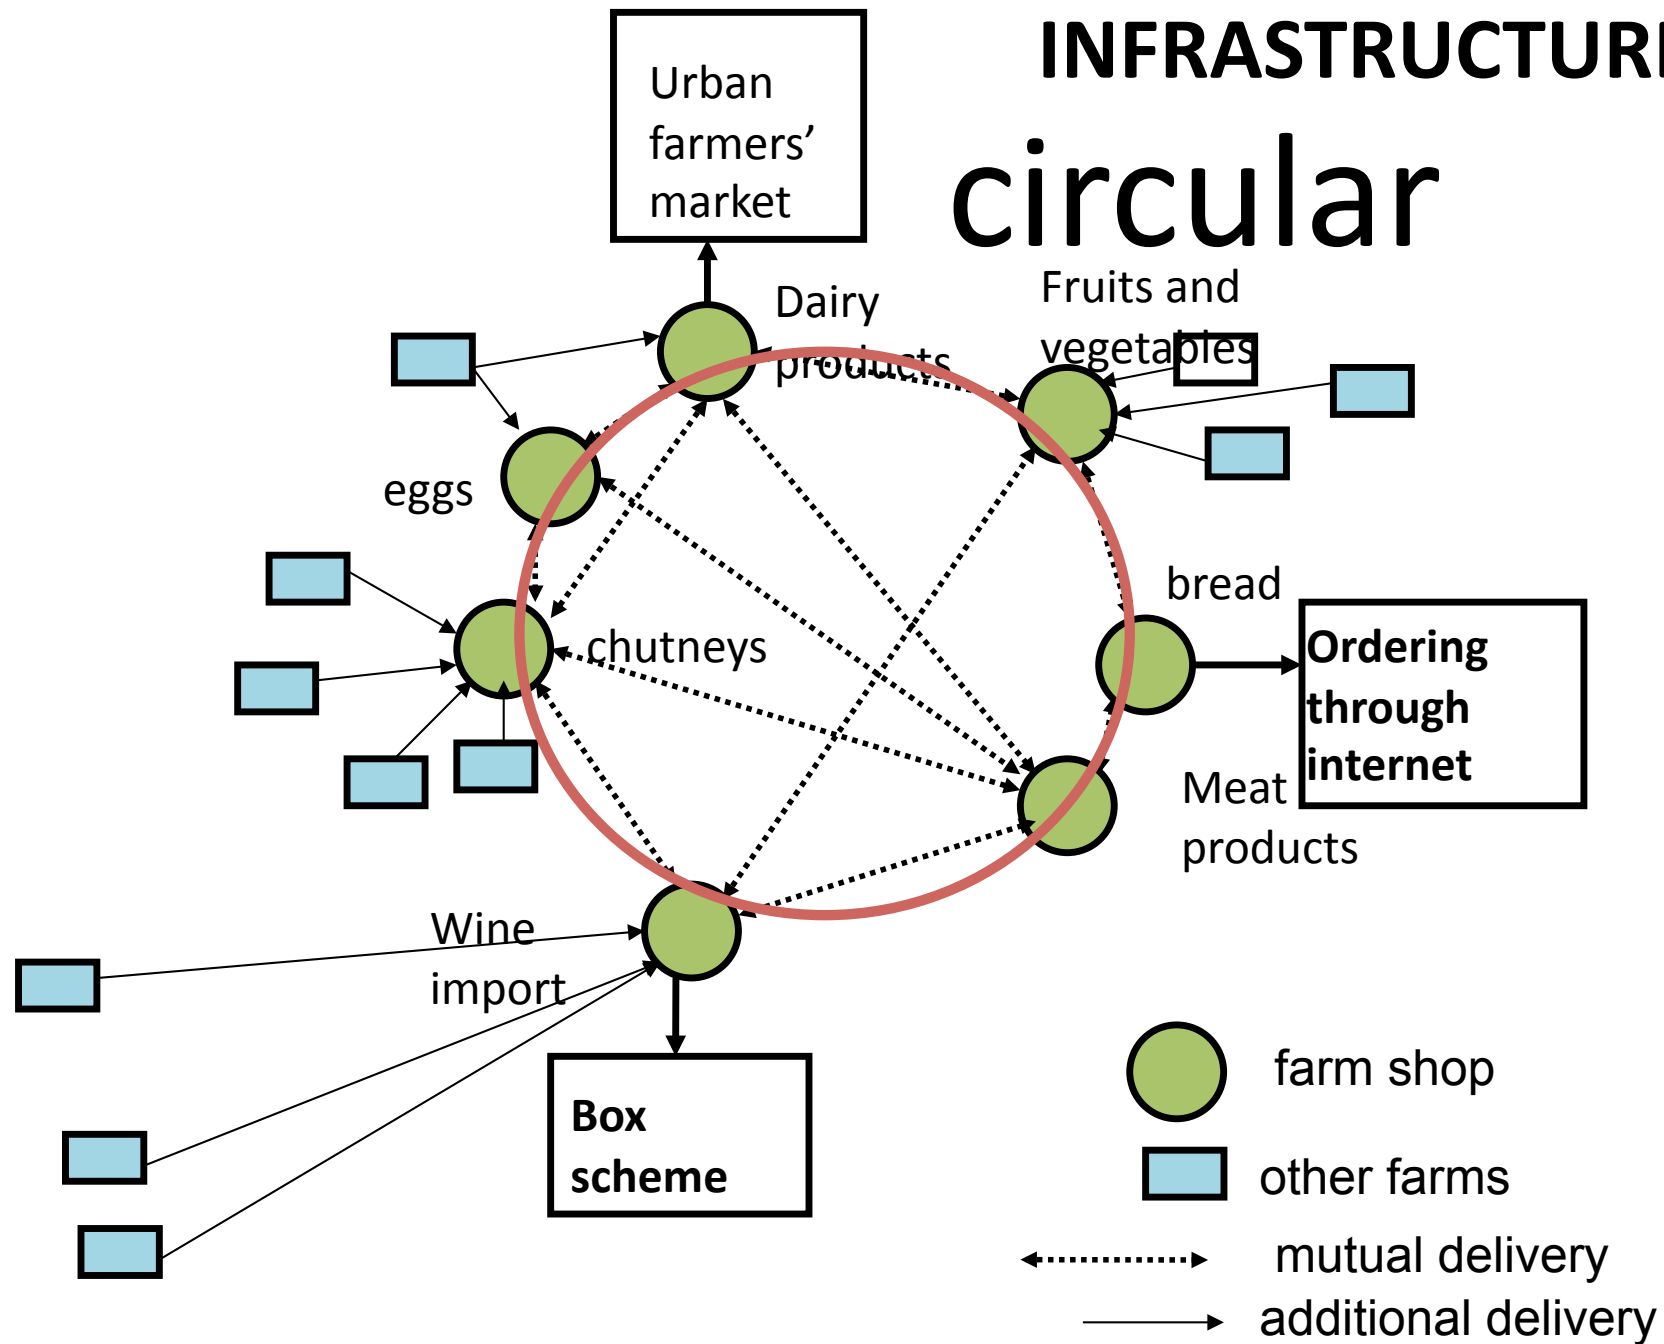 INFRASTRUCTURE
circular
Urban
farmers’
market
Dairy
products
Fruits and
vegetables
eggs
bread
chutneys
Ordering
through
internet
Meat
products
Wine
import
Box
scheme
farm shop
other farms
mutual delivery
additional delivery